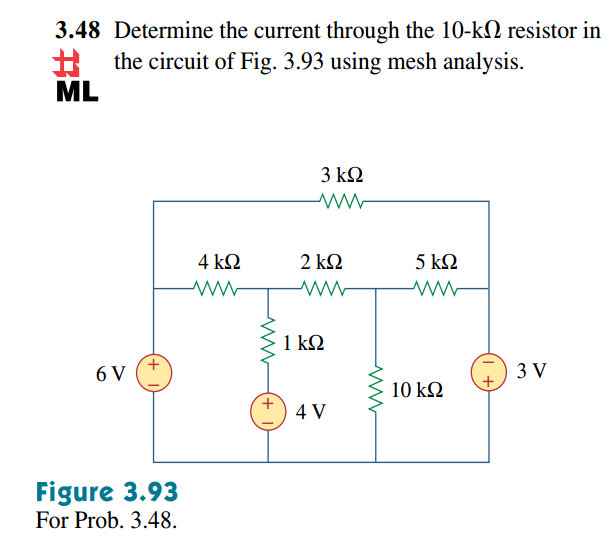 3.48 Determine the current through the 10-kΩ resistor in
the circuit of Fig. 3.93 using mesh analysis.
ML
3 kΩ
4 kΩ
2 kΩ
5 kΩ
1 kΩ
6 V
+
−
−
+
3 V
10 kΩ
+
−
4 V
Figure 3.93
For Prob. 3.48.